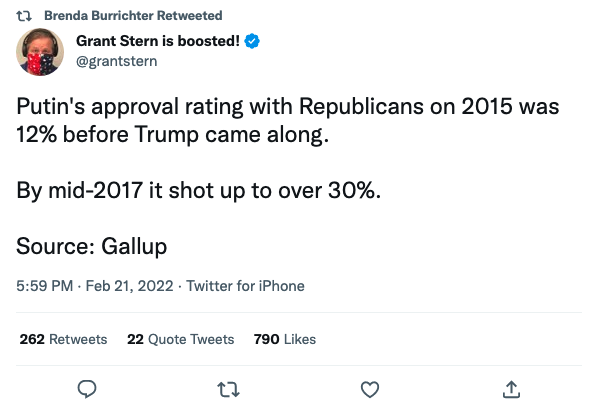 Brenda Burrichter Retweeted
Grant Stern is boosted!
@grantstern
Putin's approval rating with Republicans on 2015 was
12% before Trump came along.
By mid-2017 it shot up to over 30%.
Source: Gallup
5:59 PM · Feb 21, 2022 · Twitter for iPhone
262 Retweets 22 Quote Tweets 790 Likes